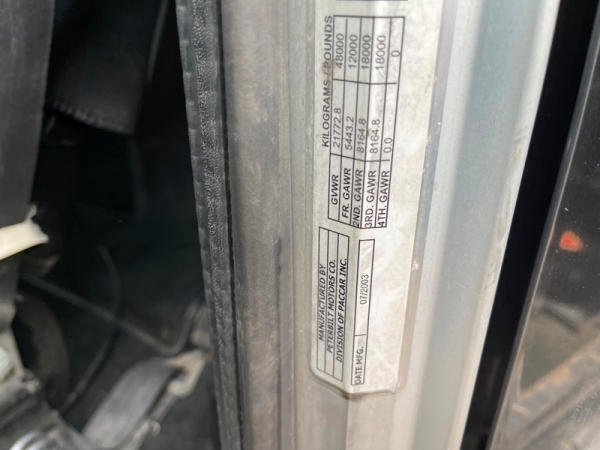 MANUFACTURED BY
PETERBILT MOTORS CO.
DIVISION OF PACCAR INC.
DATE MFG. 07/2003
KILOGRAMS / POUNDS
GVWR 21772.8 48000
FR. GAWR 5443.2 12000
2ND. GAWR 8164.8 18000
3RD. GAWR 8164.8 18000
4TH. GAWR 0.0 0